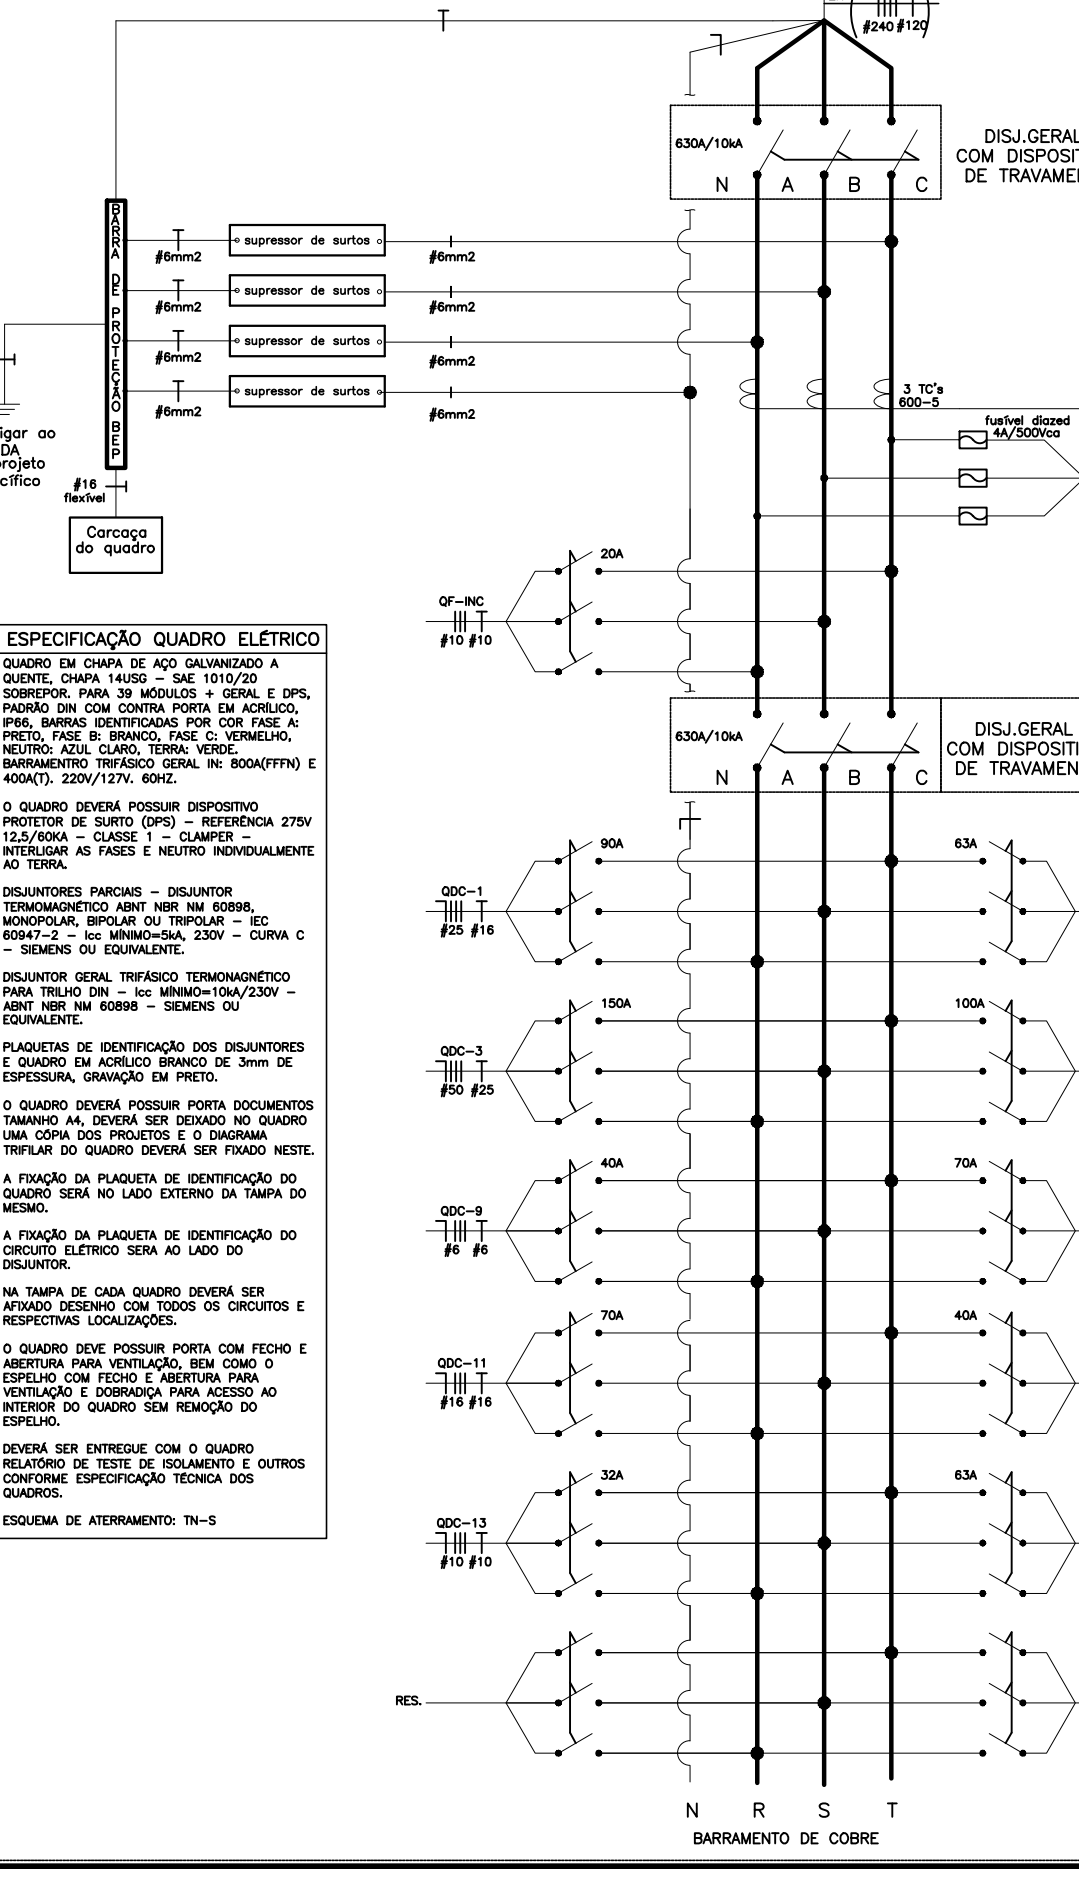 #240 #120
630A/10kA
N A B C
DISJ.GERAL
COM DISPOSITI
DE TRAVAMEN
BARRA DE PROTEÇÃO BEP
supressor de surtos
#6mm2
#6mm2
supressor de surtos
#6mm2
#6mm2
supressor de surtos
#6mm2
#6mm2
supressor de surtos
#6mm2
#6mm2
3 TC's
600-5
fusível diazed
4A/500Vca
igar ao
DA
rojeto
cífico
#16
flexível
Carcaça
do quadro
20A
QF-INC
#10 #10
630A/10kA
N A B C
DISJ.GERAL
COM DISPOSITI
DE TRAVAMEN
ESPECIFICAÇÃO QUADRO ELÉTRICO
QUADRO EM CHAPA DE AÇO GALVANIZADO A
QUENTE, CHAPA 14USG – SAE 1010/20
SOBREPOR. PARA 39 MÓDULOS + GERAL E DPS,
PADRÃO DIN COM CONTRA PORTA EM ACRÍLICO,
IP66, BARRAS IDENTIFICADAS POR COR FASE A:
PRETO, FASE B: BRANCO, FASE C: VERMELHO,
NEUTRO: AZUL CLARO, TERRA: VERDE.
BARRAMENTRO TRIFÁSICO GERAL IN: 800A(FFFN) E
400A(T). 220V/127V. 60HZ.
O QUADRO DEVERÁ POSSUIR DISPOSITIVO
PROTETOR DE SURTO (DPS) – REFERÊNCIA 275V
12,5/60KA – CLASSE 1 – CLAMPER –
INTERLIGAR AS FASES E NEUTRO INDIVIDUALMENTE
AO TERRA.
DISJUNTORES PARCIAIS – DISJUNTOR
TERMOMAGNÉTICO ABNT NBR NM 60898,
MONOPOLAR, BIPOLAR OU TRIPOLAR – IEC
60947-2 – Icc MÍNIMO=5kA, 230V – CURVA C
– SIEMENS OU EQUIVALENTE.
DISJUNTOR GERAL TRIFÁSICO TERMONAGNÉTICO
PARA TRILHO DIN – Icc MÍNIMO=10kA/230V –
ABNT NBR NM 60898 – SIEMENS OU
EQUIVALENTE.
PLAQUETAS DE IDENTIFICAÇÃO DOS DISJUNTORES
E QUADRO EM ACRÍLICO BRANCO DE 3mm DE
ESPESSURA, GRAVAÇÃO EM PRETO.
O QUADRO DEVERÁ POSSUIR PORTA DOCUMENTOS
TAMANHO A4, DEVERÁ SER DEIXADO NO QUADRO
UMA CÓPIA DOS PROJETOS E O DIAGRAMA
TRIFILAR DO QUADRO DEVERÁ SER FIXADO NESTE.
A FIXAÇÃO DA PLAQUETA DE IDENTIFICAÇÃO DO
QUADRO SERÁ NO LADO EXTERNO DA TAMPA DO
MESMO.
A FIXAÇÃO DA PLAQUETA DE IDENTIFICAÇÃO DO
CIRCUITO ELÉTRICO SERA AO LADO DO
DISJUNTOR.
NA TAMPA DE CADA QUADRO DEVERÁ SER
AFIXADO DESENHO COM TODOS OS CIRCUITOS E
RESPECTIVAS LOCALIZAÇÕES.
O QUADRO DEVE POSSUIR PORTA COM FECHO E
ABERTURA PARA VENTILAÇÃO, BEM COMO O
ESPELHO COM FECHO E ABERTURA PARA
VENTILAÇÃO E DOBRADIÇA PARA ACESSO AO
INTERIOR DO QUADRO SEM REMOÇÃO DO
ESPELHO.
DEVERÁ SER ENTREGUE COM O QUADRO
RELATÓRIO DE TESTE DE ISOLAMENTO E OUTROS
CONFORME ESPECIFICAÇÃO TÉCNICA DOS
QUADROS.
ESQUEMA DE ATERRAMENTO: TN-S
90A
63A
QDC-1
#25 #16
150A
100A
QDC-3
#50 #25
40A
70A
QDC-9
#6 #6
70A
40A
QDC-11
#16 #16
32A
63A
QDC-13
#10 #10
RES.
N R S T
BARRAMENTO DE COBRE